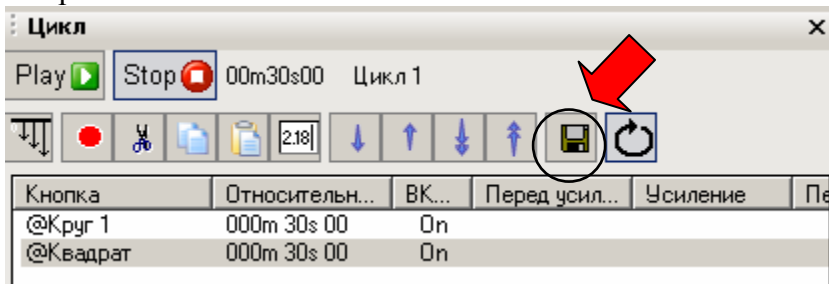 Цикл
Play Stop 00m30s00 Цикл 1
2.18
Кнопка Относительн... ВК... Перед усил... Усиление Пе
@Круг 1 000m 30s 00 On
@Квадрат 000m 30s 00 On